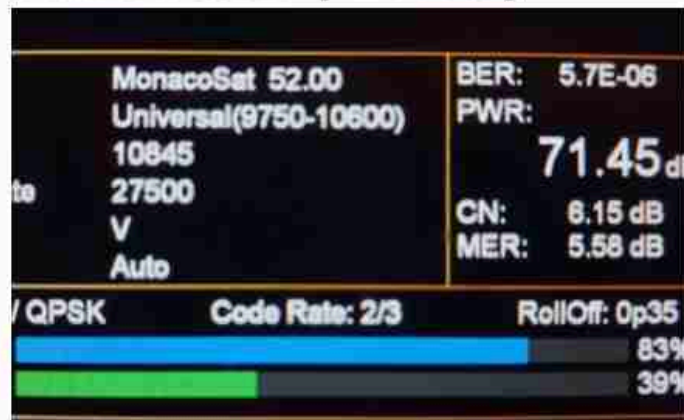 MonacoSat 52.00
Universal(9750-10600)
10845
te 27500
V
Auto
BER: 5.7E-06
PWR:
71.45 d
CN: 6.15 dB
MER: 5.58 dB
/ QPSK Code Rate: 2/3 RollOff: 0p35
83%
39%